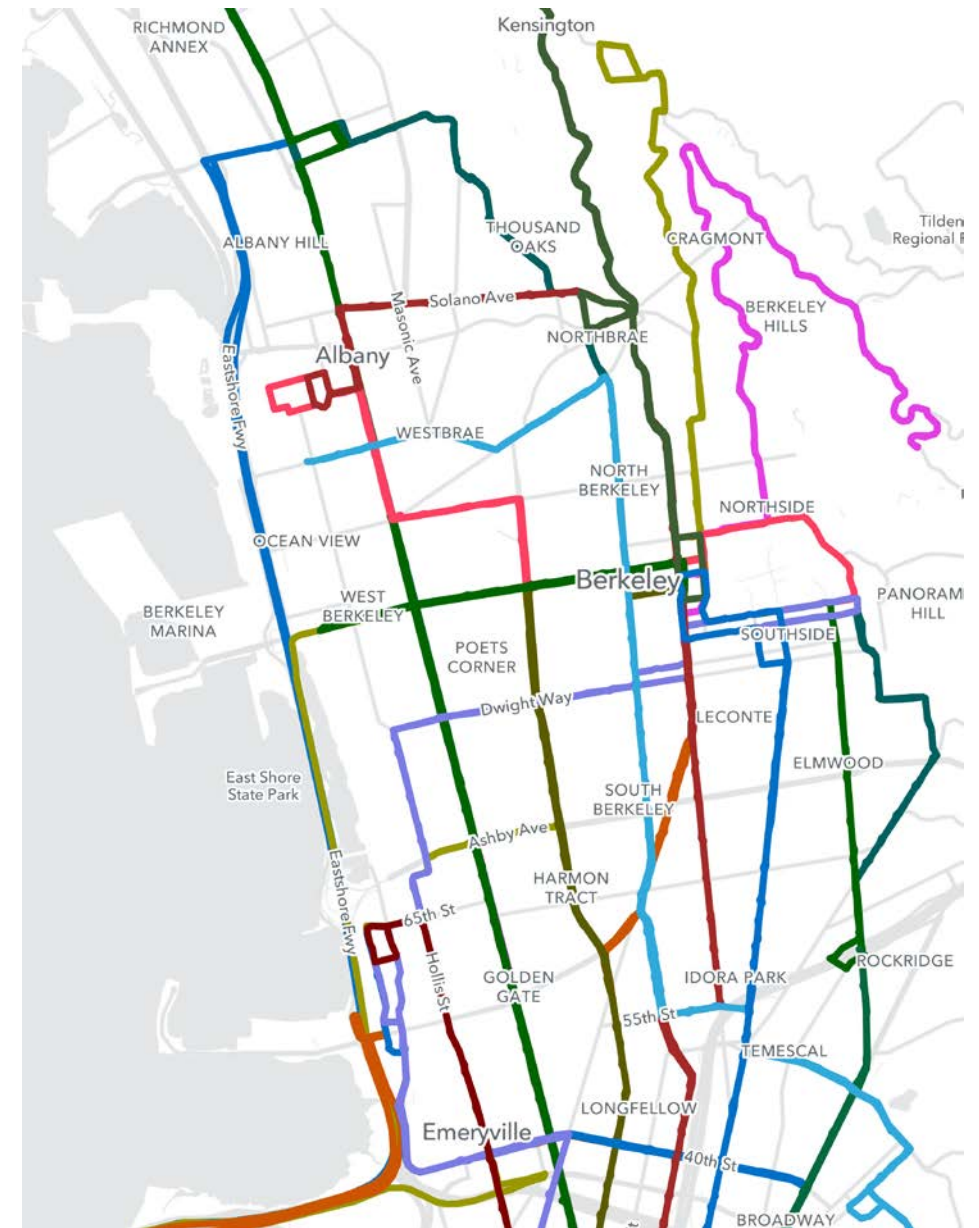 RICHMOND
ANNEX
Kensington
Tilden
Regional
THOUSAND
OAKS
CRAGMONT
ALBANY HILL
Masonic Ave
Solano Ave
BERKELEY
HILLS
NORTHBRAE
Albany
Eastshore Fwy
WESTBRAE
NORTH
BERKELEY
NORTHSIDE
OCEAN VIEW
Berkeley
WEST
BERKELEY
BERKELEY
MARINA
PANORAM
HILL
SOUTHSIDE
POETS
CORNER
Dwight Way
LECONTE
ELMWOOD
East Shore
State Park
SOUTH
BERKELEY
Ashby Ave
Eastshore Fwy
HARMON
TRACT
65th St
Hollis St
GOLDEN
GATE
IDORA PARK
ROCKRIDGE
55th St
TEMESCAL
LONGFELLOW
Emeryville
40th St
BROADWAY